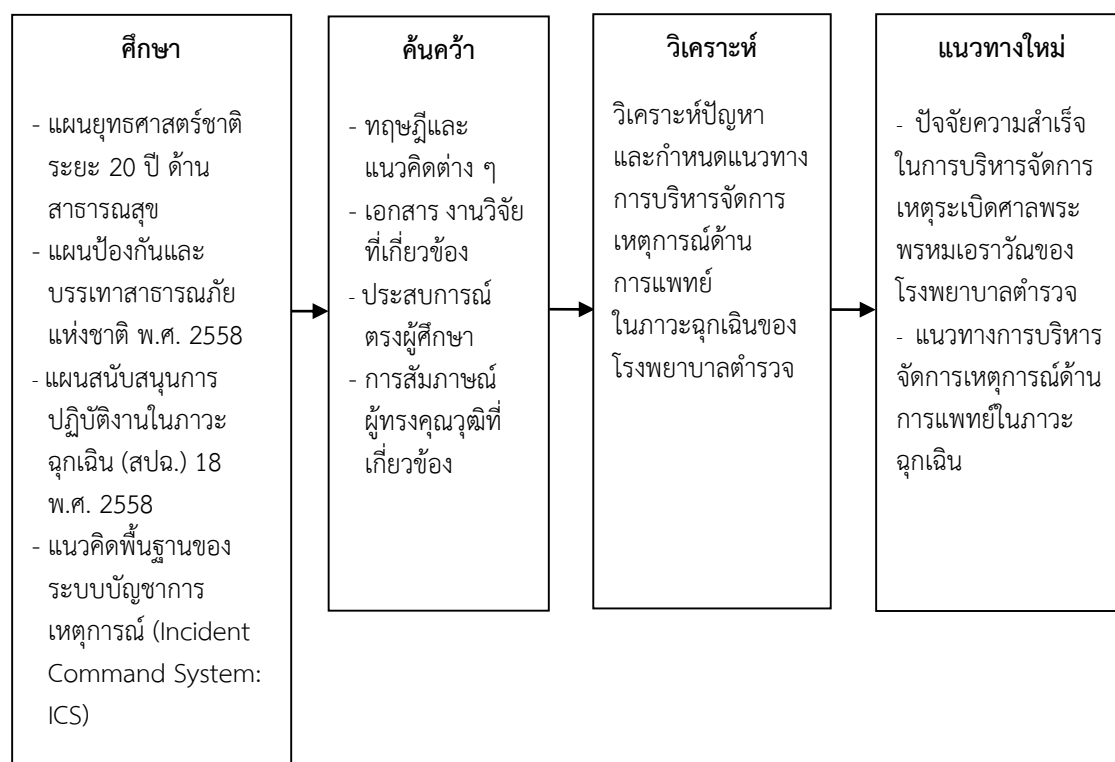 ศึกษา
- แผนยุทธศาสตร์ชาติ
ระยะ 20 ปี ด้าน
สาธารณสุข
- แผนป้องกันและ
บรรเทาสาธารณภัย
แห่งชาติ พ.ศ. 2558
- แผนสนับสนุนการ
ปฏิบัติงานในภาวะ
ฉุกเฉิน (สปฉ.) 18
พ.ศ. 2558
- แนวคิดพื้นฐานของ
ระบบบัญชาการ
เหตุการณ์ (Incident
Command System:
ICS)
ค้นคว้า
- ทฤษฎีและ
แนวคิดต่าง ๆ
- เอกสาร งานวิจัย
ที่เกี่ยวข้อง
- ประสบการณ์
ตรงผู้ศึกษา
- การสัมภาษณ์
ผู้ทรงคุณวุฒิที่
เกี่ยวข้อง
วิเคราะห์
วิเคราะห์ปัญหา
และกำหนดแนวทาง
การบริหารจัดการ
เหตุการณ์ด้าน
การแพทย์
ในภาวะฉุกเฉินของ
โรงพยาบาลตำรวจ
แนวทางใหม่
- ปัจจัยความสำเร็จ
ในการบริหารจัดการ
เหตุระเบิดศาลพระ
พรหมเอราวัณของ
โรงพยาบาลตำรวจ
- แนวทางการบริหาร
จัดการเหตุการณ์ด้าน
การแพทย์ในภาวะ
ฉุกเฉิน